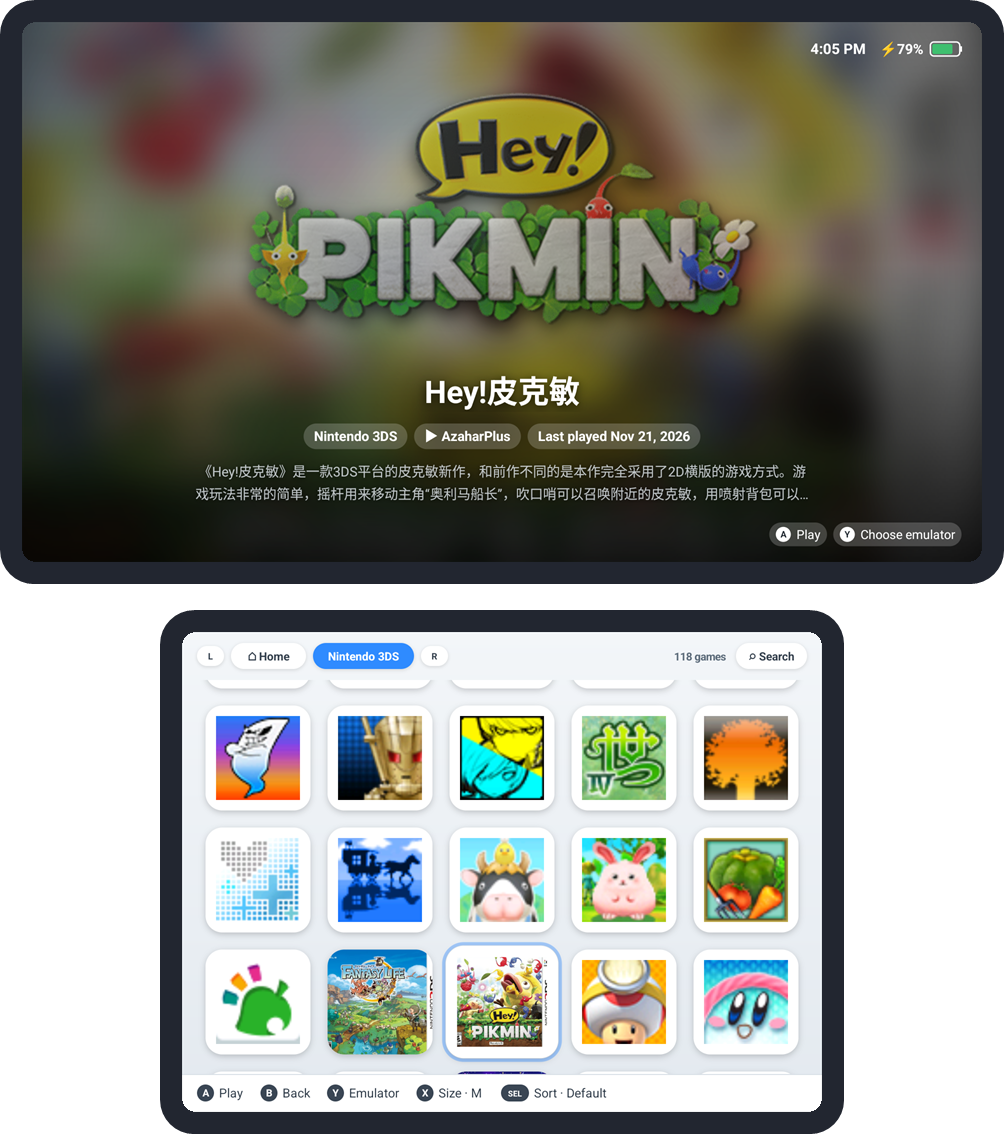 4:05 PM ⚡79%
Hey!
PIKMIN
Hey!皮克敏
Nintendo 3DS ▶ AzaharPlus Last played Nov 21, 2026
《Hey!皮克敏》是一款3DS平台的皮克敏新作，和前作不同的是本作完全采用了2D横版的游戏方式。游
戏玩法非常的简单，摇杆用来移动主角“奥利马船长”，吹口哨可以召唤附近的皮克敏，用喷射背包可以...
A Play Y Choose emulator
L Home Nintendo 3DS R 118 games Search
世
IV
FANTASY LIFE
Hey!
PIKMIN
A Play B Back Y Emulator X Size · M SEL Sort · Default